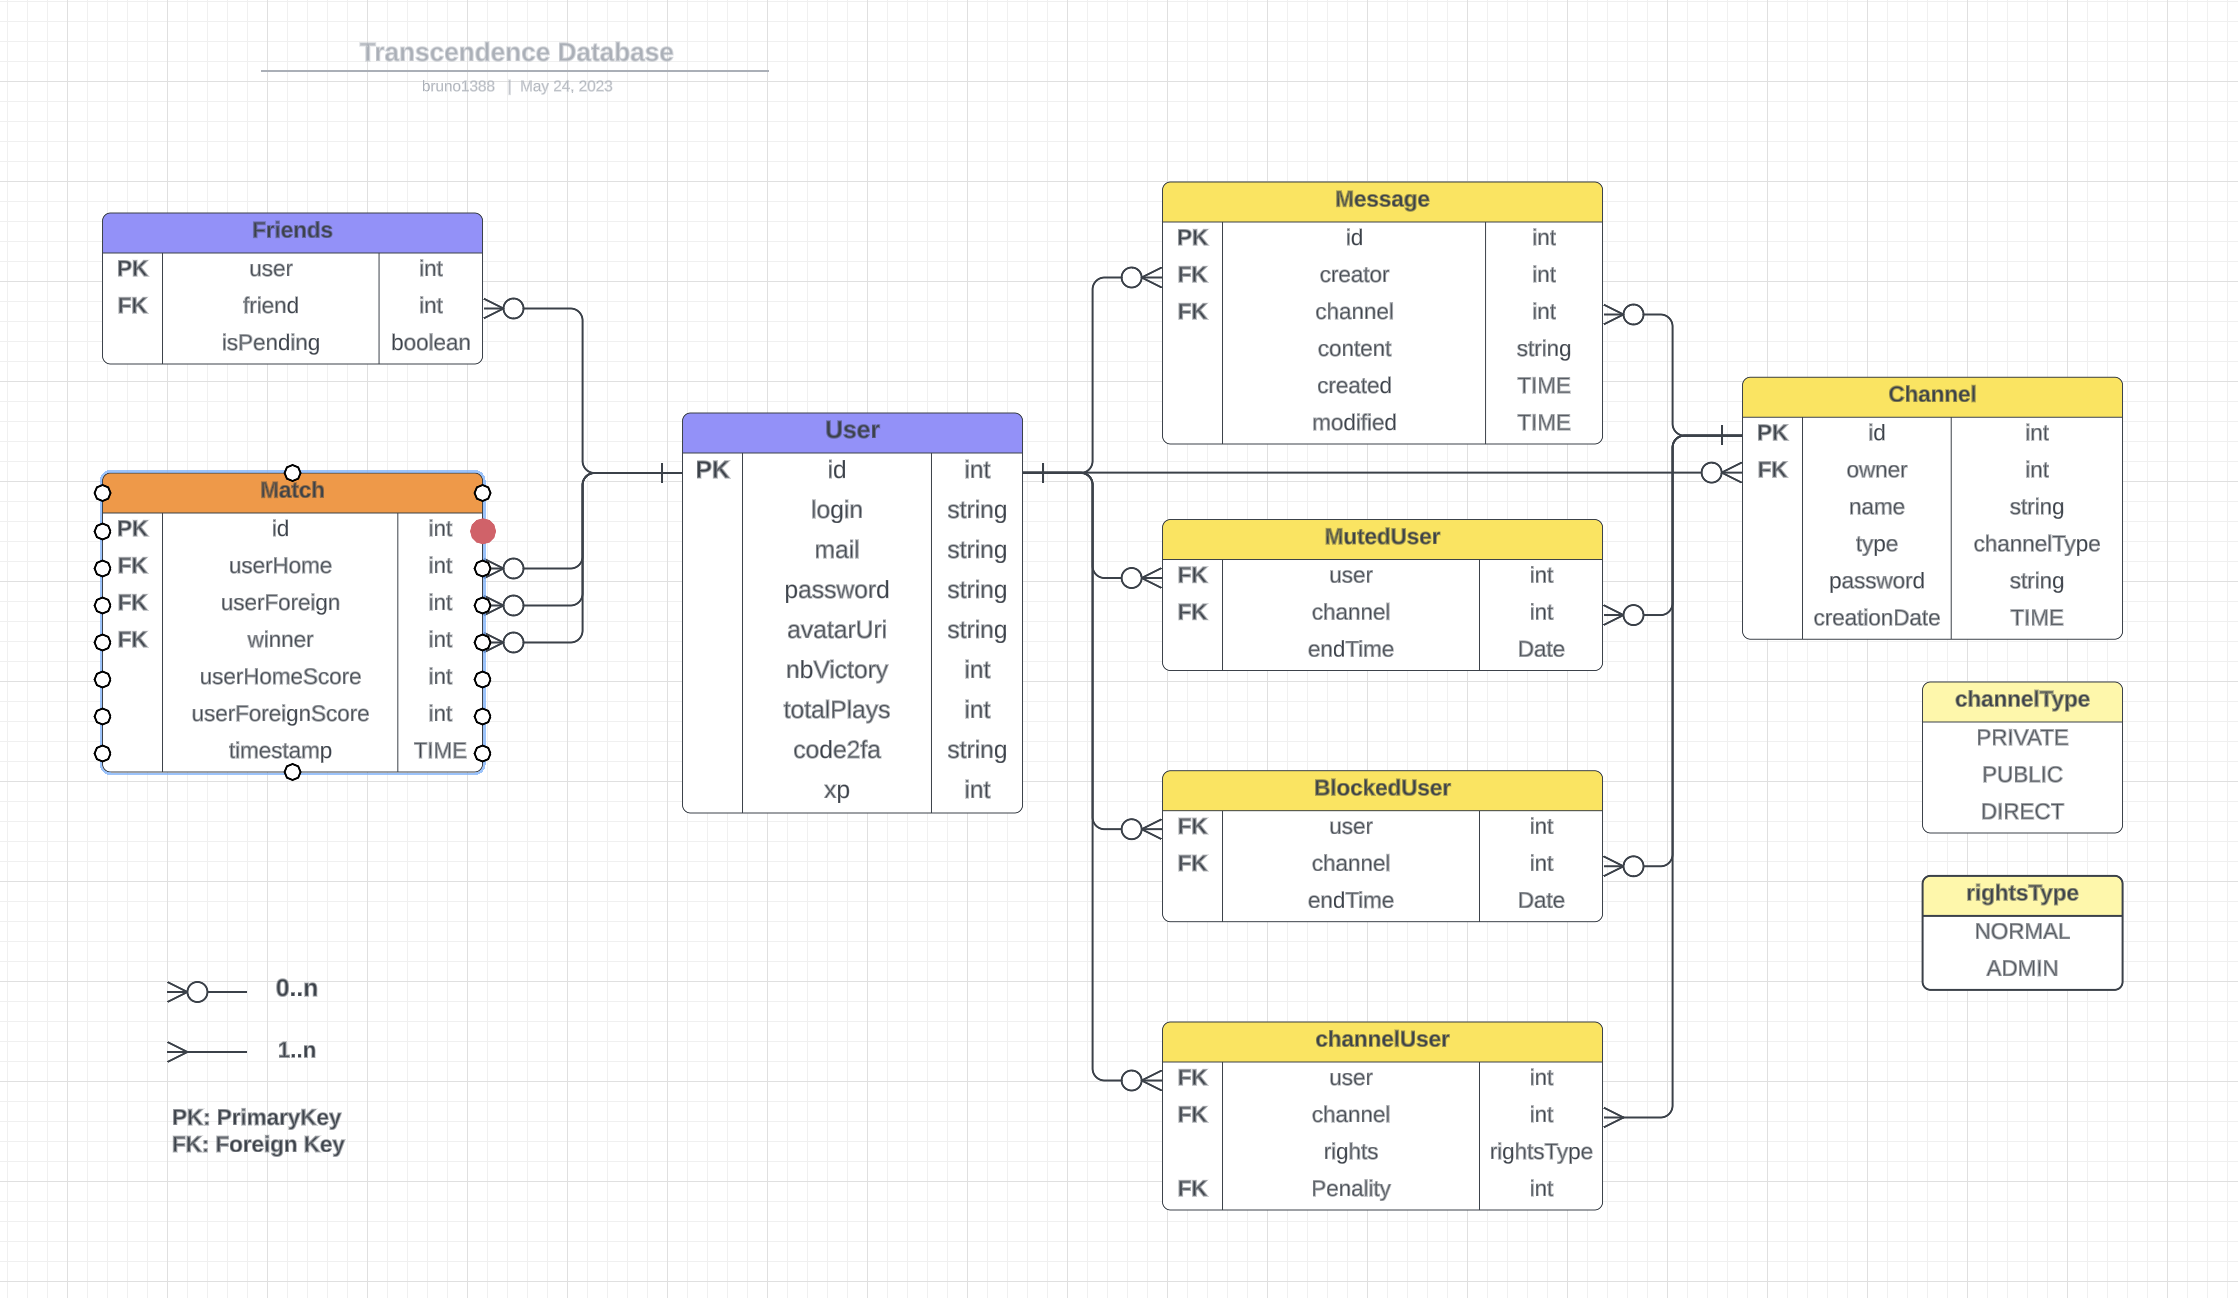 Transcendence Database
bruno1388 | May 24, 2023
Friends
PK user int
FK friend int
isPending boolean
Match
PK id int
FK userHome int
FK userForeign int
FK winner int
userHomeScore int
userForeignScore int
timestamp TIME
0..n
1..n
PK: PrimaryKey
FK: Foreign Key
User
PK id int
login string
mail string
password string
avatarUri string
nbVictory int
totalPlays int
code2fa string
xp int
Message
PK id int
FK creator int
FK channel int
content string
created TIME
modified TIME
MutedUser
FK user int
FK channel int
endTime Date
BlockedUser
FK user int
FK channel int
endTime Date
channelUser
FK user int
FK channel int
rights rightsType
FK Penality int
Channel
PK id int
FK owner int
name string
type channelType
password string
creationDate TIME
channelType
PRIVATE
PUBLIC
DIRECT
rightsType
NORMAL
ADMIN